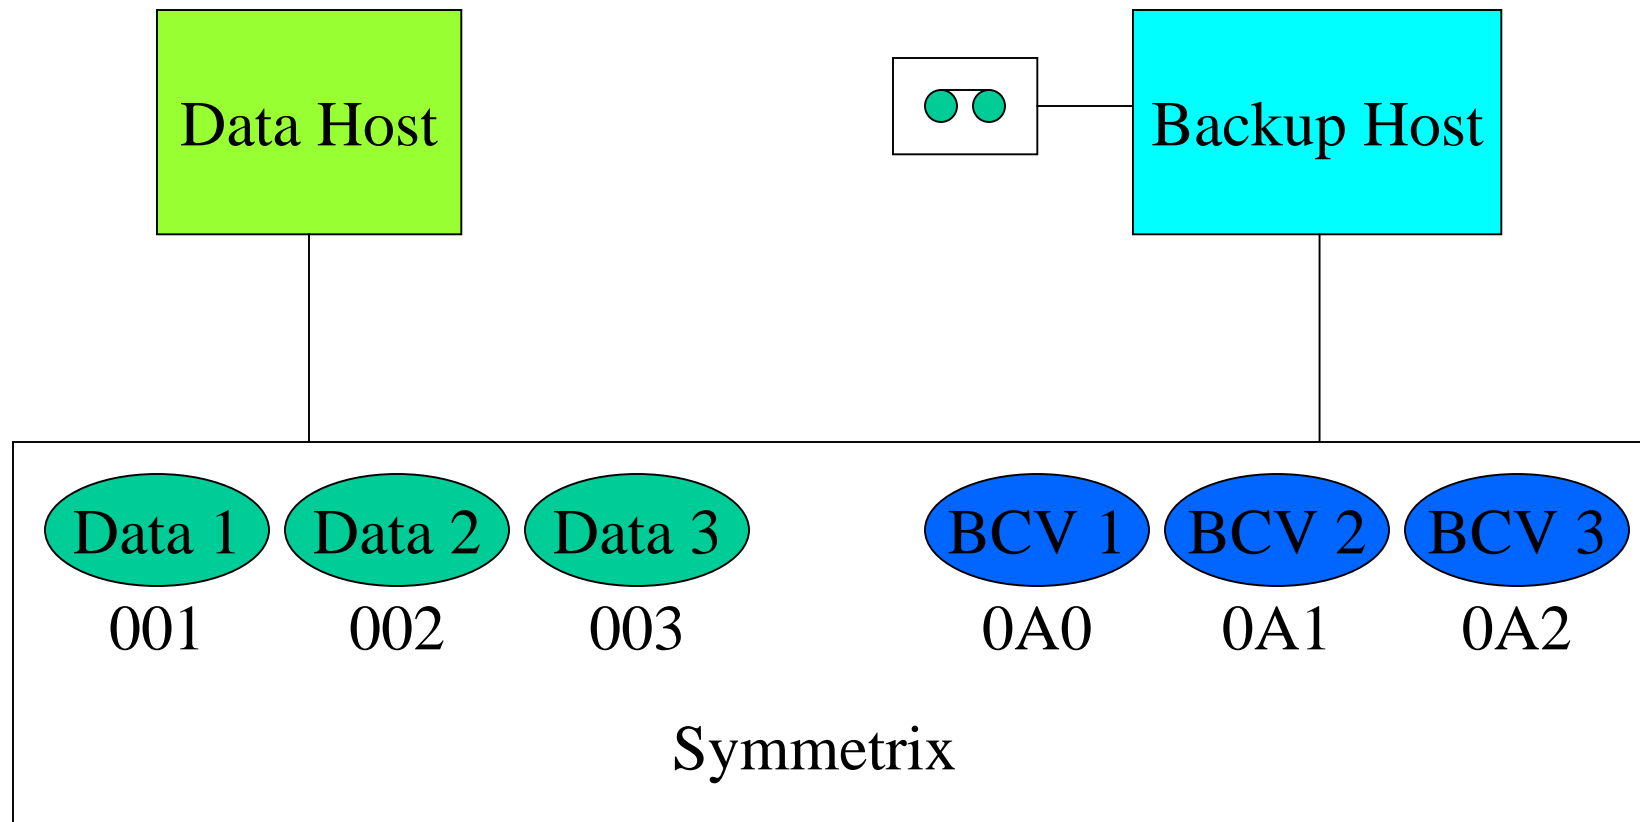 Data Host
Backup Host
Data 1 Data 2 Data 3 BCV 1 BCV 2 BCV 3
001 002 003 0A0 0A1 0A2
Symmetrix